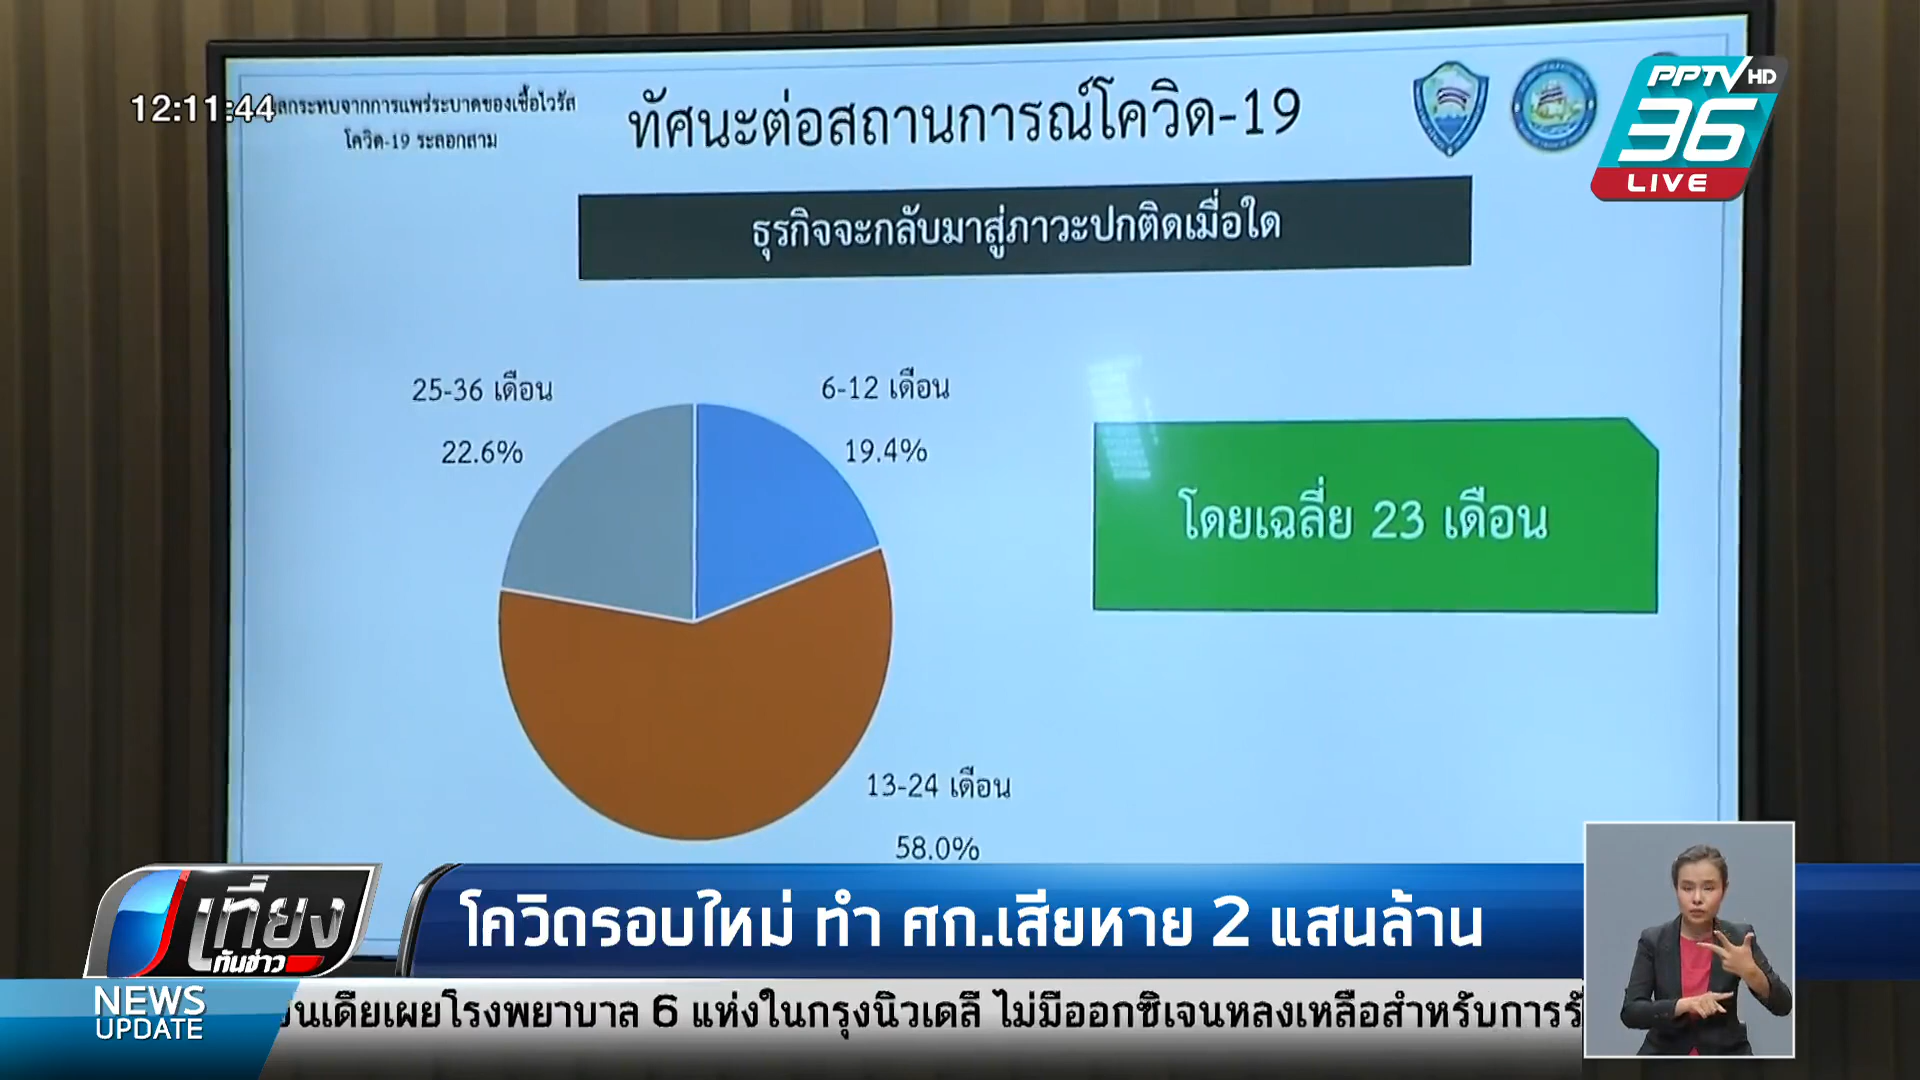 12:11:44
ผลกระทบจากการแพร่ระบาดของเชื้อไวรัส
โควิด-19 ระลอกสาม
ทัศนะต่อสถานการณ์โควิด-19
PPTV HD
36
LIVE
ธุรกิจจะกลับมาสู่ภาวะปกติดเมื่อใด
25-36 เดือน
22.6%
6-12 เดือน
19.4%
โดยเฉลี่ย 23 เดือน
13-24 เดือน
58.0%
เที่ยง
ทันข่าว
โควิดรอบใหม่ ทำ ศก.เสียหาย 2 แสนล้าน
NEWS
UPDATE
เผยโรงพยาบาล 6 แห่งในกรุงนิวเดลี ไม่มีออกซิเจนหลงเหลือสำหรับการ